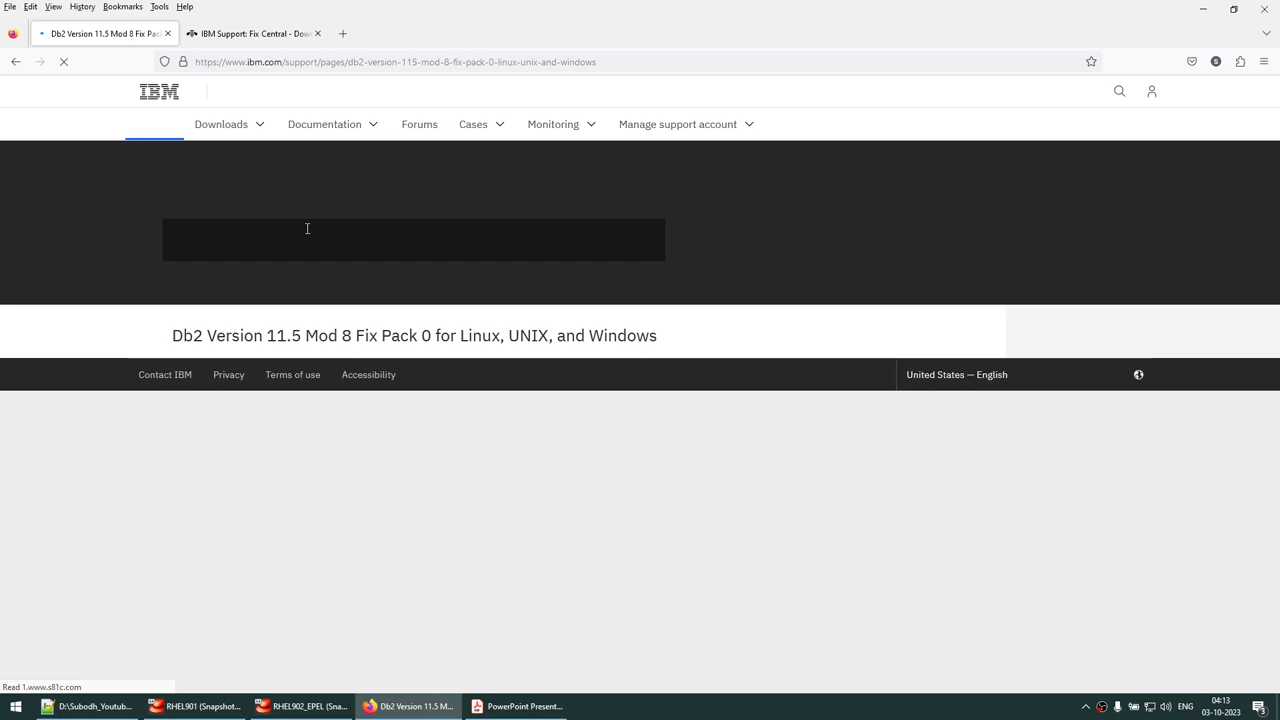 File Edit View History Bookmarks Tools Help
Db2 Version 11.5 Mod 8 Fix Pac
IBM Support: Fix Central - Dow
https://www.ibm.com/support/pages/db2-version-115-mod-8-fix-pack-0-linux-unix-and-windows
S
IBM
Downloads Documentation Forums Cases Monitoring Manage support account
Db2 Version 11.5 Mod 8 Fix Pack 0 for Linux, UNIX, and Windows
Contact IBM Privacy Terms of use Accessibility United States — English
Read 1.www.s81c.com
D:\Subodh_Youtub... RHEL901 (Snapshot... RHEL902_EPEL (Sna... Db2 Version 11.5 M... PowerPoint Present... ENG 04:13
03-10-2023
3